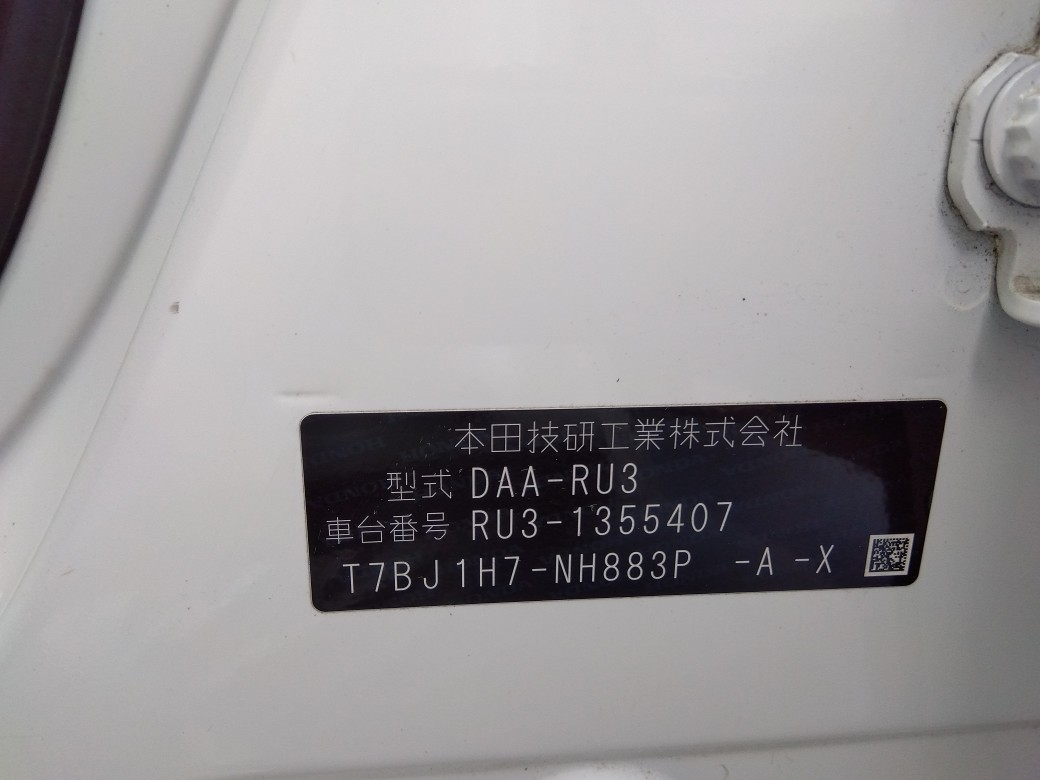 本田技研工業株式会社
型式 DAA-RU3
車台番号 RU3-1355407
T7BJ1H7-NH883P -A -X